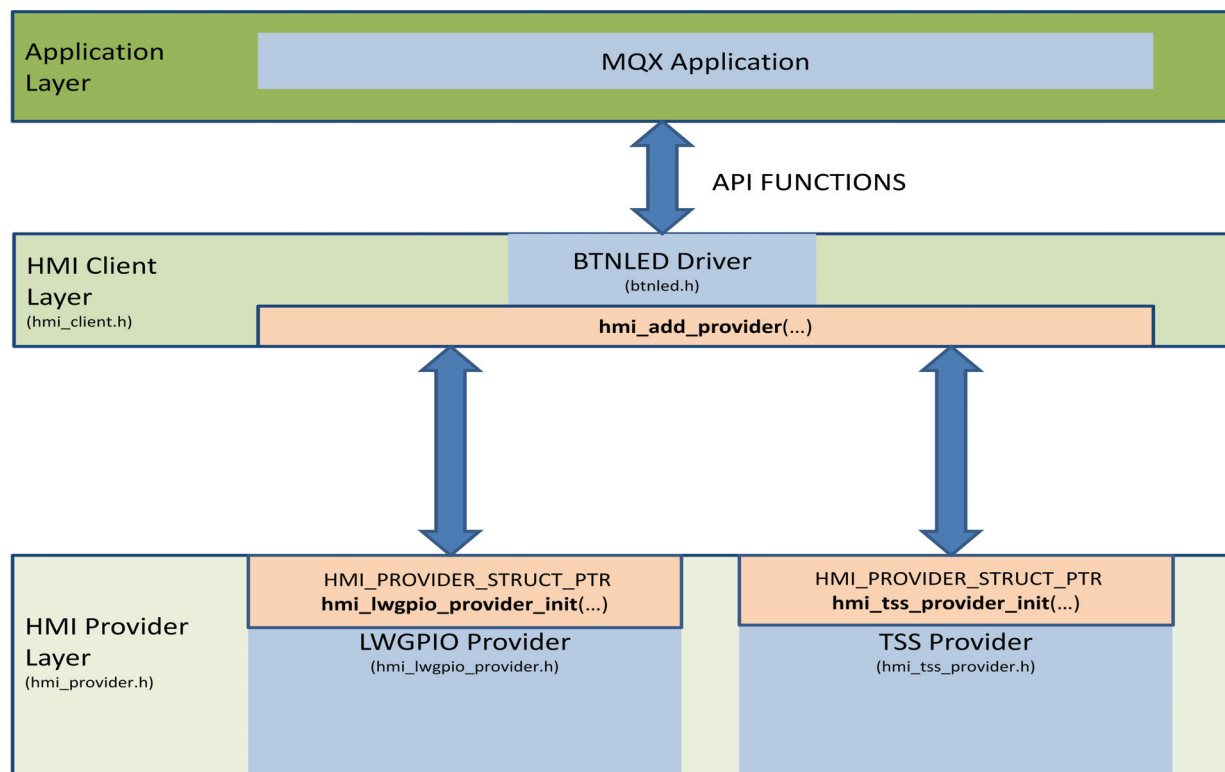 Application
Layer
MQX Application
API FUNCTIONS
HMI Client
Layer
(hmi_client.h)
BTNLED Driver
(btnled.h)
hmi_add_provider(...)
HMI Provider
Layer
(hmi_provider.h)
HMI_PROVIDER_STRUCT_PTR
hmi_lwgpio_provider_init(...)
LWGPIO Provider
(hmi_lwgpio_provider.h)
HMI_PROVIDER_STRUCT_PTR
hmi_tss_provider_init(...)
TSS Provider
(hmi_tss_provider.h)